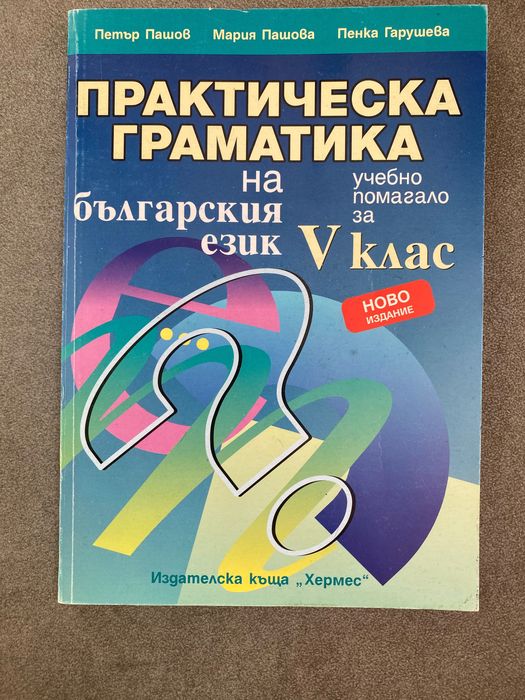 Петър Пашов Мария Пашова Пенка Гарушева
ПРАКТИЧЕСКА
ГРАМАТИКА
на
българския
език
учебно
помагало
за
V клас
НОВО
ИЗДАНИЕ
Издателска къща „Хермес“